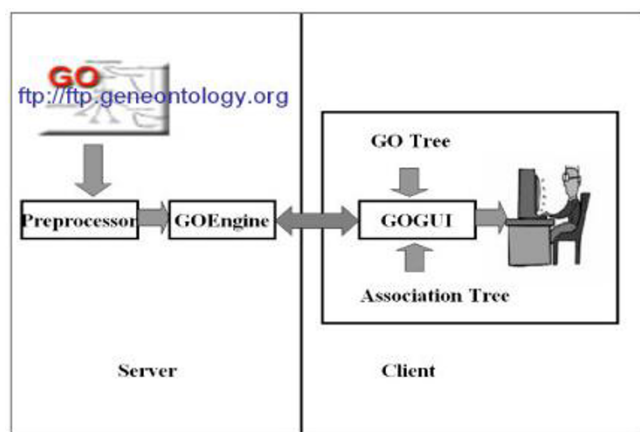 GO
ftp://ftp.geneontology.org
GO Tree
Preprocessor
GOEngine
GOGUI
Association Tree
Server
Client